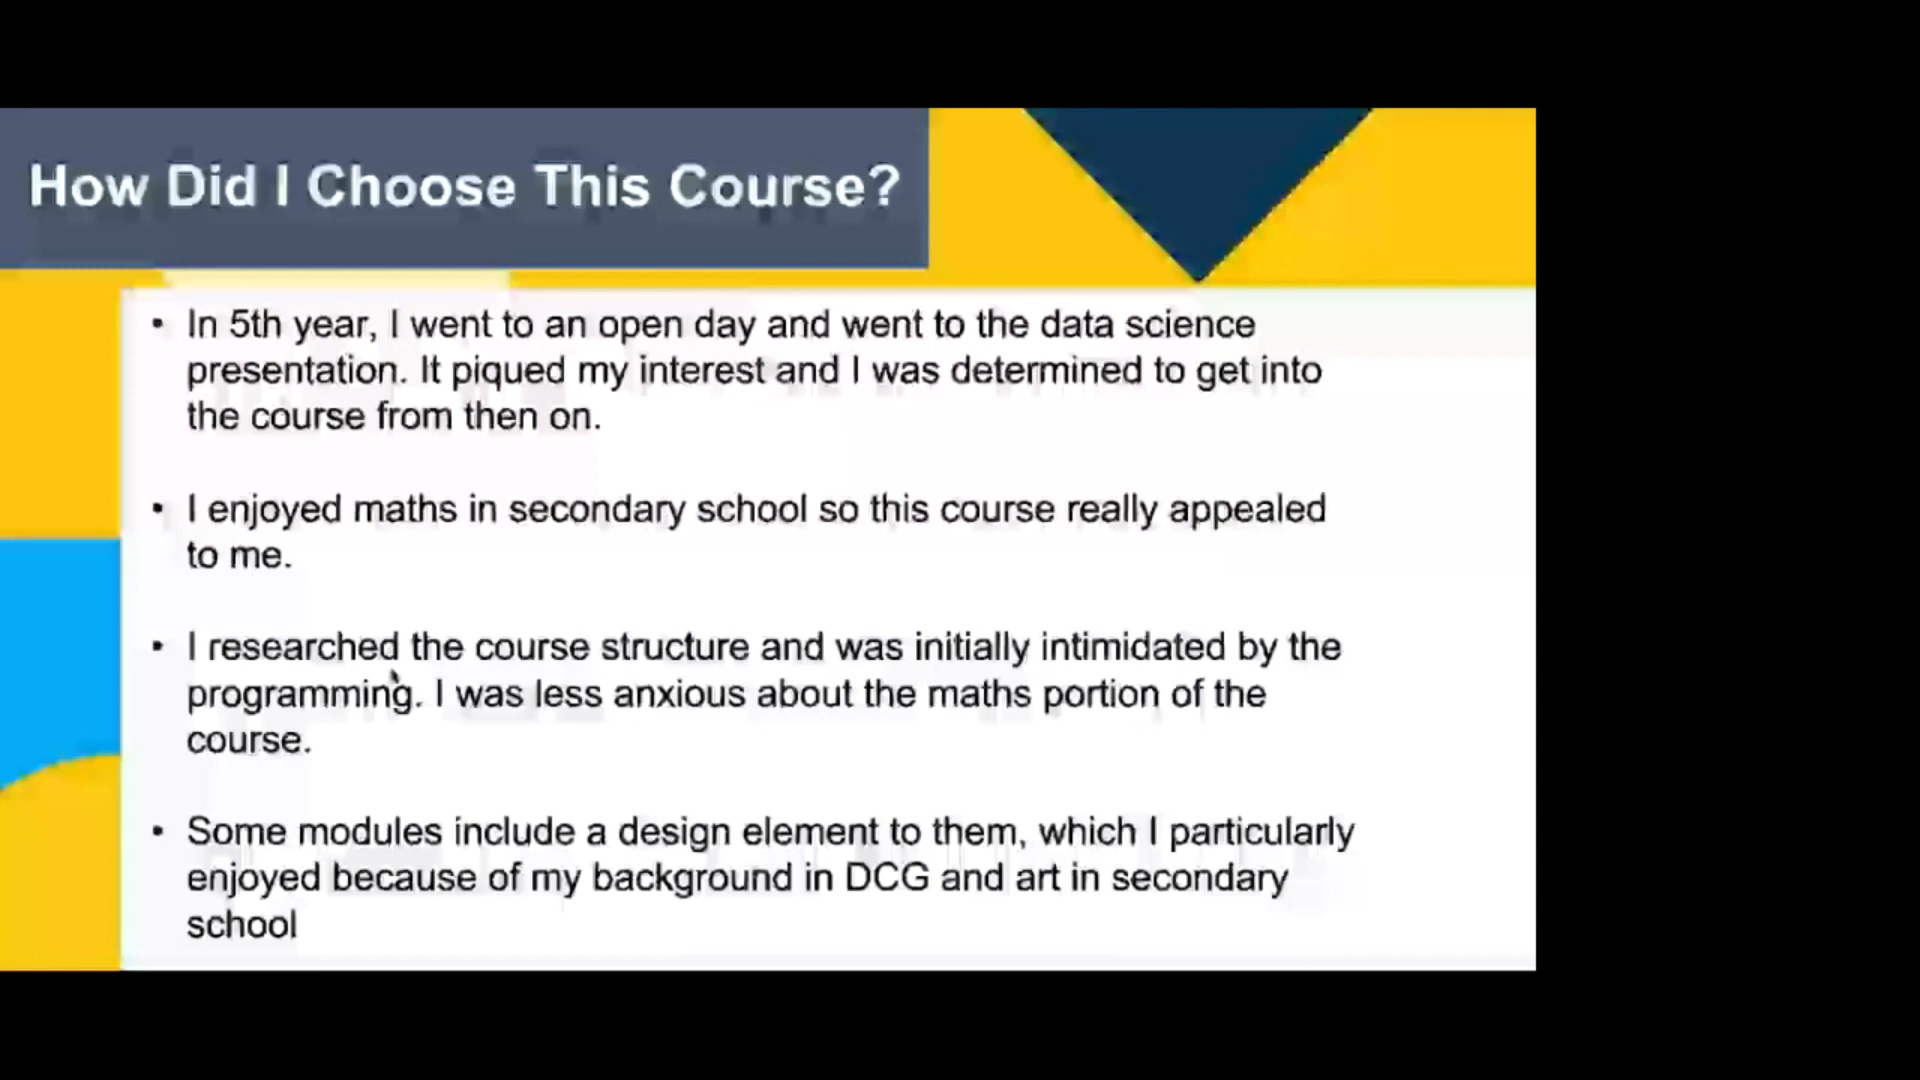 How Did I Choose This Course?
• In 5th year, I went to an open day and went to the data science
presentation. It piqued my interest and I was determined to get into
the course from then on.
• I enjoyed maths in secondary school so this course really appealed
to me.
• I researched the course structure and was initially intimidated by the
programming. I was less anxious about the maths portion of the
course.
• Some modules include a design element to them, which I particularly
enjoyed because of my background in DCG and art in secondary
school